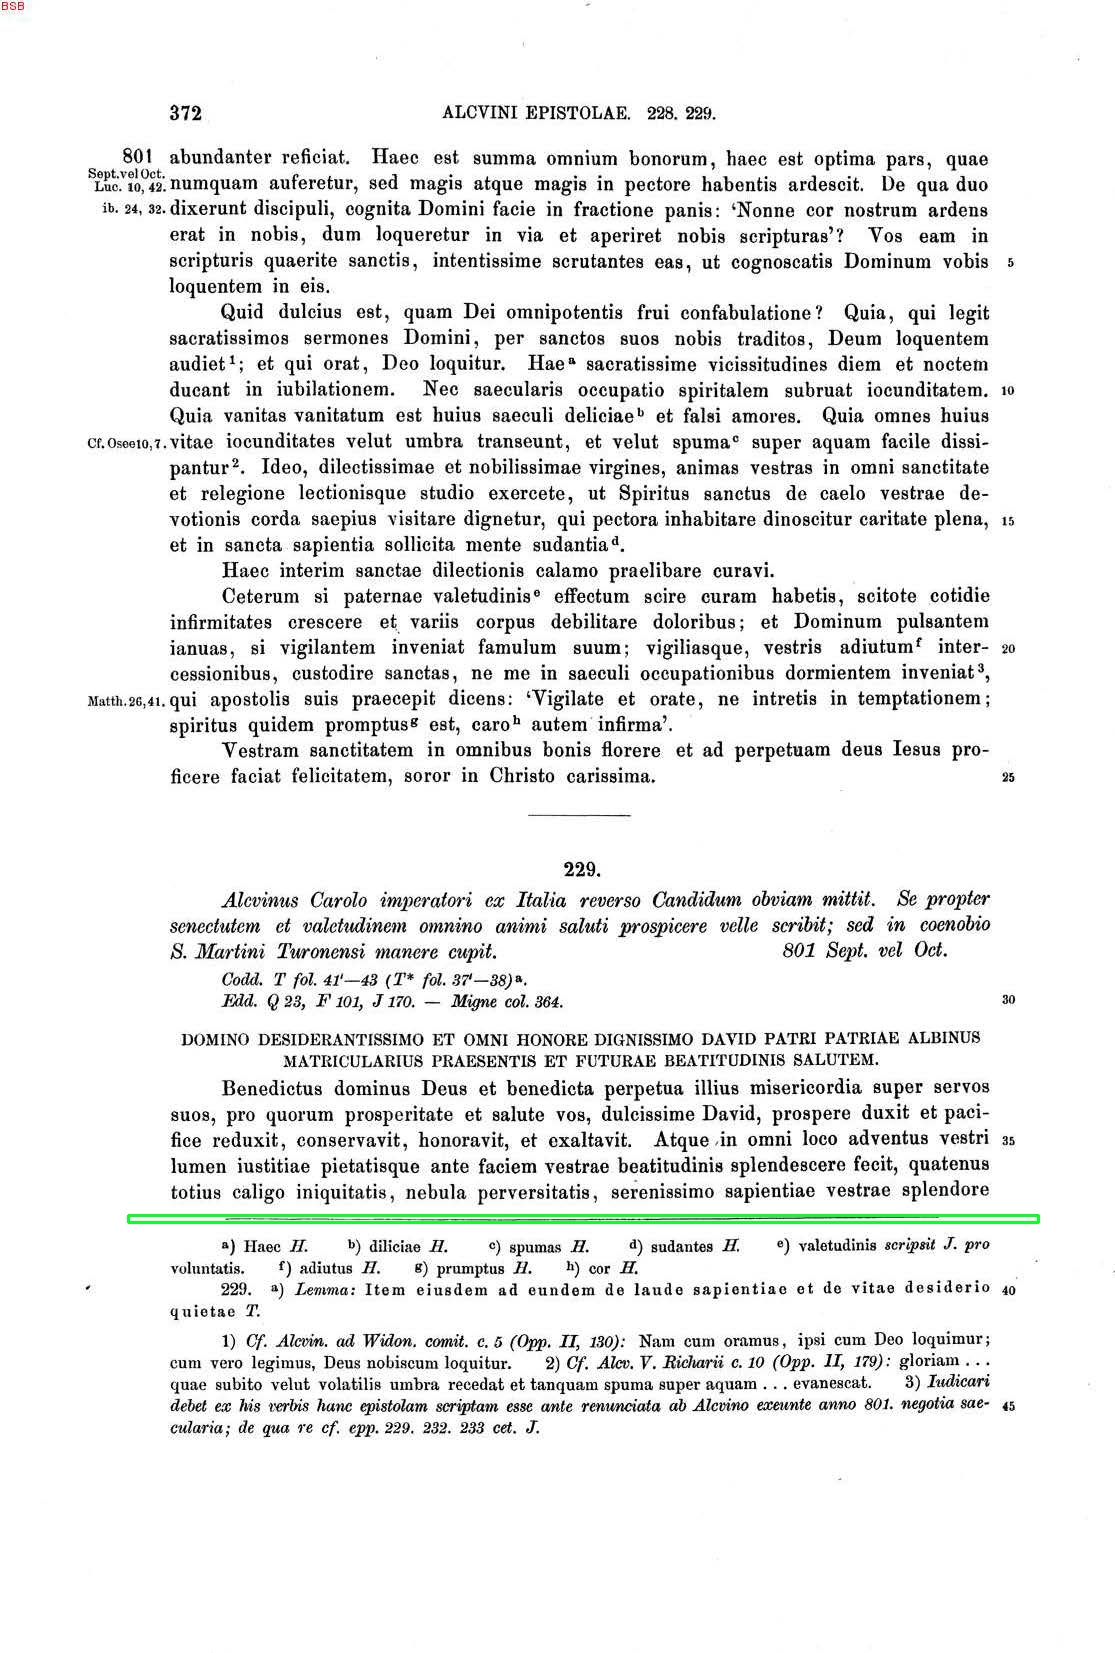 BSB
372 ALCVINI EPISTOLAE. 228. 229.
801 abundanter reficiat. Haec est summa omnium bonorum, haec est optima pars, quae
Sept. vel Oct.
Luc. 10, 42. numquam auferetur, sed magis atque magis in pectore habentis ardescit. De qua duo
ib. 24, 32. dixerunt discipuli, cognita Domini facie in fractione panis: ‘Nonne cor nostrum ardens
erat in nobis, dum loqueretur in via et aperiret nobis scripturas’? Vos eam in
scripturis quaerite sanctis, intentissime scrutantes eas, ut cognoscatis Dominum vobis 5
loquentem in eis.
Quid dulcius est, quam Dei omnipotentis frui confabulatione? Quia, qui legit
sacratissimos sermones Domini, per sanctos suos nobis traditos, Deum loquentem
audiet¹; et qui orat, Deo loquitur. Haeᵃ sacratissime vicissitudines diem et noctem
ducant in iubilationem. Nec saecularis occupatio spiritalem subruat iocunditatem. 10
Quia vanitas vanitatum est huius saeculi deliciaeᵇ et falsi amores. Quia omnes huius
Cf. Osee 10, 7. vitae iocunditates velut umbra transeunt, et velut spumaᶜ super aquam facile dissi-
pantur². Ideo, dilectissimae et nobilissimae virgines, animas vestras in omni sanctitate
et relegione lectionisque studio exercete, ut Spiritus sanctus de caelo vestrae de-
votionis corda saepius visitare dignetur, qui pectora inhabitare dinoscitur caritate plena, 15
et in sancta sapientia sollicita mente sudantiaᵈ.
Haec interim sanctae dilectionis calamo praelibare curavi.
Ceterum si paternae valetudinisᵉ effectum scire curam habetis, scitote cotidie
infirmitates crescere et variis corpus debilitare doloribus; et Dominum pulsantem
ianuas, si vigilantem inveniat famulum suum; vigiliasque, vestris adiutumᶠ inter- 20
cessionibus, custodire sanctas, ne me in saeculi occupationibus dormientem inveniat³,
Matth. 26, 41. qui apostolis suis praecepit dicens: ‘Vigilate et orate, ne intretis in temptationem;
spiritus quidem promptusᵍ est, caroʰ autem infirma’.
Vestram sanctitatem in omnibus bonis florere et ad perpetuam deus Iesus pro-
ficere faciat felicitatem, soror in Christo carissima. 25
229.
Alcvinus Carolo imperatori ex Italia reverso Candidum obviam mittit. Se propter
senectutem et valetudinem omnino animi saluti prospicere velle scribit; sed in coenobio
S. Martini Turonensi manere cupit. 801 Sept. vel Oct.
Codd. T fol. 41'—43 (T* fol. 37'—38)ᵃ.
Edd. Q 23, F 101, J 170. — Migne col. 364. 30
DOMINO DESIDERANTISSIMO ET OMNI HONORE DIGNISSIMO DAVID PATRI PATRIAE ALBINUS
MATRICULARIUS PRAESENTIS ET FUTURAE BEATITUDINIS SALUTEM.
Benedictus dominus Deus et benedicta perpetua illius misericordia super servos
suos, pro quorum prosperitate et salute vos, dulcissime David, prospere duxit et paci-
fice reduxit, conservavit, honoravit, et exaltavit. Atque in omni loco adventus vestri 35
lumen iustitiae pietatisque ante faciem vestrae beatitudinis splendescere fecit, quatenus
totius caligo iniquitatis, nebula perversitatis, serenissimo sapientiae vestrae splendore
a) Haec H. b) diliciae H. c) spumas H. d) sudantes H. e) valetudinis scripsit J. pro
voluntatis. f) adiutus H. g) prumptus H. h) cor H.
229. a) Lemma: Item eiusdem ad eundem de laude sapientiae et de vitae desiderio 40
quietae T.
1) Cf. Alcvin. ad Widon. comit. c. 5 (Opp. II, 130): Nam cum oramus, ipsi cum Deo loquimur;
cum vero legimus, Deus nobiscum loquitur. 2) Cf. Alcv. V. Richarii c. 10 (Opp. II, 179): gloriam . . .
quae subito velut volatilis umbra recedat et tanquam spuma super aquam . . . evanescat. 3) Iudicari
debet ex his verbis hanc epistolam scriptam esse ante renunciata ab Alcvino exeunte anno 801. negotia sae- 45
cularia; de qua re cf. epp. 229. 232. 233 cet. J.